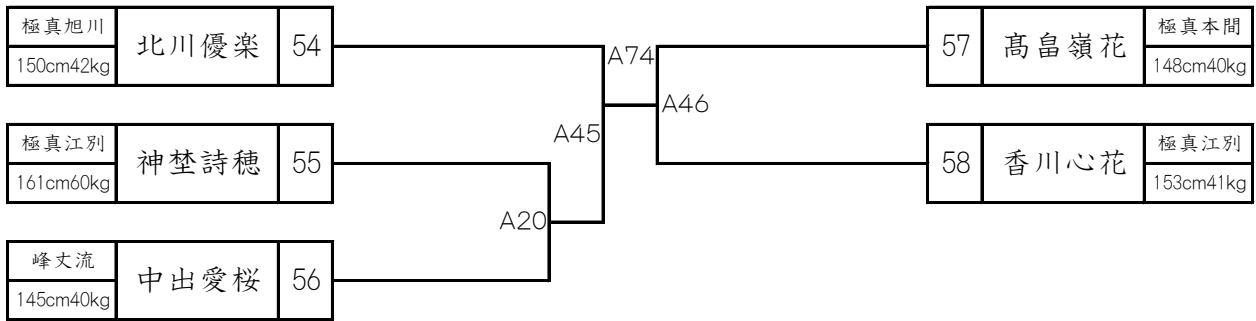 極真旭川
150cm42kg
北川優楽
54
極真江別
161cm60kg
神埜詩穂
55
峰丈流
145cm40kg
中出愛桜
56
A20
A45
A74
A46
57
髙畠嶺花
極真本間
148cm40kg
58
香川心花
極真江別
153cm41kg